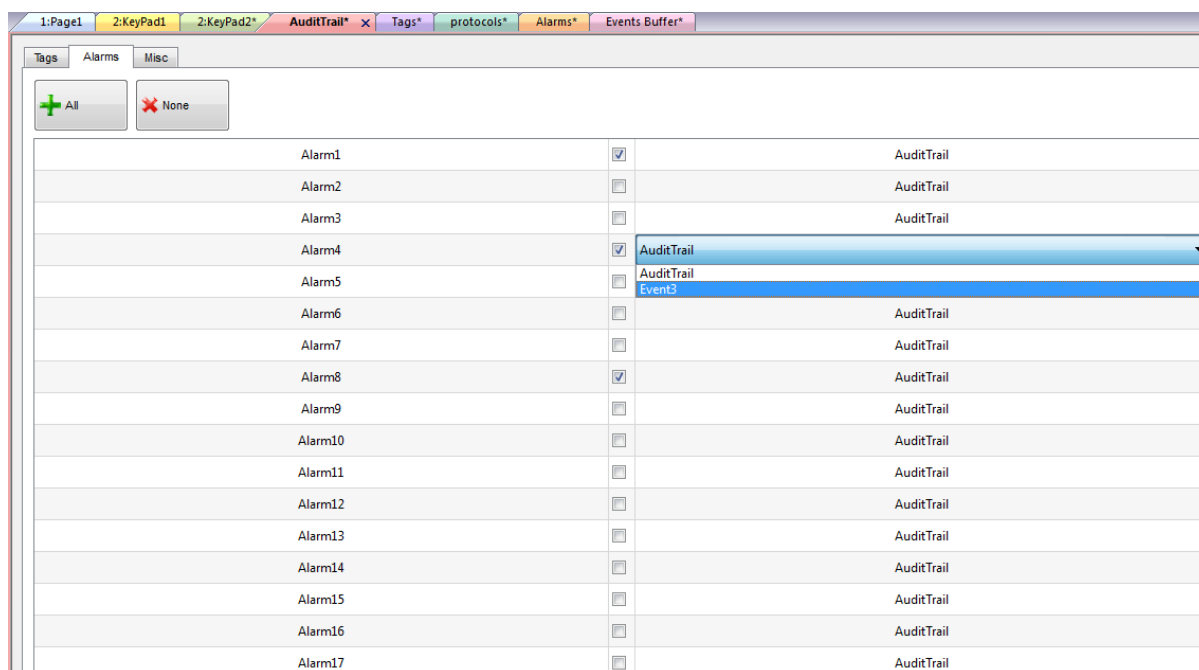 1:Page1 2:KeyPad1 2:KeyPad2* AuditTrail* x Tags* protocols* Alarms* Events Buffer*
Tags Alarms Misc
All None
Alarm1 AuditTrail
Alarm2 AuditTrail
Alarm3 AuditTrail
Alarm4 AuditTrail
AuditTrail
Alarm5
Event3
Alarm6 AuditTrail
Alarm7 AuditTrail
Alarm8 AuditTrail
Alarm9 AuditTrail
Alarm10 AuditTrail
Alarm11 AuditTrail
Alarm12 AuditTrail
Alarm13 AuditTrail
Alarm14 AuditTrail
Alarm15 AuditTrail
Alarm16 AuditTrail
Alarm17 AuditTrail